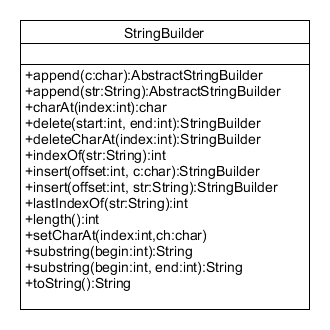 StringBuilder
+append(c:char):AbstractStringBuilder
+append(str:String):AbstractStringBuilder
+charAt(index:int):char
+delete(start:int, end:int):StringBuilder
+deleteCharAt(index:int):StringBuilder
+indexOf(str:String):int
+insert(offset:int, c:char):StringBuilder
+insert(offset:int, str:String):StringBuilder
+lastIndexOf(str:String):int
+length():int
+setCharAt(index:int,ch:char)
+substring(begin:int):String
+substring(begin:int, end:int):String
+toString():String